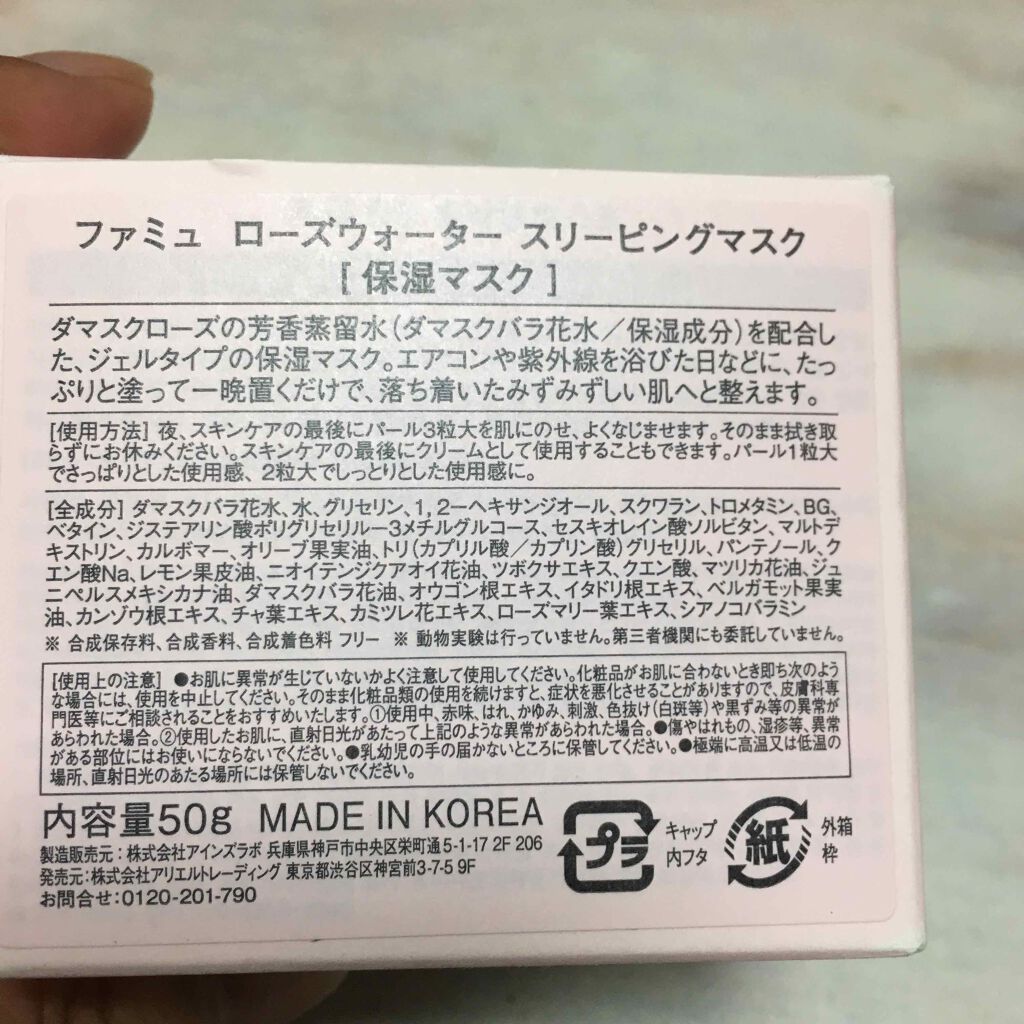 ファミュ ローズウォーター スリーピングマスク
[ 保湿マスク ]
ダマスクローズの芳香蒸留水(ダマスクバラ花水/保湿成分)を配合し
た、ジェルタイプの保湿マスク。エアコンや紫外線を浴びた日などに、たっ
ぷりと塗って一晩置くだけで、落ち着いたみずみずしい肌へと整えます。
[使用方法] 夜、スキンケアの最後にパール3粒大を肌にのせ、よくなじませます。そのまま拭き取
らずにお休みください。スキンケアの最後にクリームとして使用することもできます。パール1粒大
でさっぱりとした使用感、2粒大でしっとりとした使用感に。
[全成分] ダマスクバラ花水、水、グリセリン、1,2-ヘキサンジオール、スクワラン、トロメタミン、BG、
ベタイン、ジステアリン酸ポリグリセリル-3メチルグルコース、セスキオレイン酸ソルビタン、マルトデ
キストリン、カルボマー、オリーブ果実油、トリ(カプリル酸/カプリン酸)グリセリル、パンテノール、ク
エン酸Na、レモン果皮油、ニオイテンジクアオイ花油、ツボクサエキス、クエン酸、マツリカ花油、ジュ
ニペルスメキシカナ油、ダマスクバラ花油、オウゴン根エキス、イタドリ根エキス、ベルガモット果実
油、カンゾウ根エキス、チャ葉エキス、カミツレ花エキス、ローズマリー葉エキス、シアノコバラミン
※ 合成保存料、合成香料、合成着色料 フリー ※ 動物実験は行っていません。第三者機関にも委託していません。
[使用上の注意] ●お肌に異常が生じていないかよく注意して使用してください。化粧品がお肌に合わないとき即ち次のよう
な場合には、使用を中止してください。そのまま化粧品類の使用を続けますと、症状を悪化させることがありますので、皮膚科専
門医等にご相談されることをおすすめいたします。①使用中、赤味、はれ、かゆみ、刺激、色抜け(白斑等)や黒ずみ等の異常が
あらわれた場合。②使用したお肌に、直射日光があたって上記のような異常があらわれた場合。●傷やはれもの、湿疹等、異常
がある部位にはお使いにならないでください。●乳幼児の手の届かないところに保管してください。●極端に高温又は低温の
場所、直射日光のあたる場所には保管しないでください。
内容量50g MADE IN KOREA
製造販売元:株式会社アインズラボ 兵庫県神戸市中央区栄町通5-1-17 2F 206
発売元:株式会社アリエルトレーディング 東京都渋谷区神宮前3-7-5 9F
お問合せ:0120-201-790
プラ
キャップ
内フタ
紙
外箱
枠